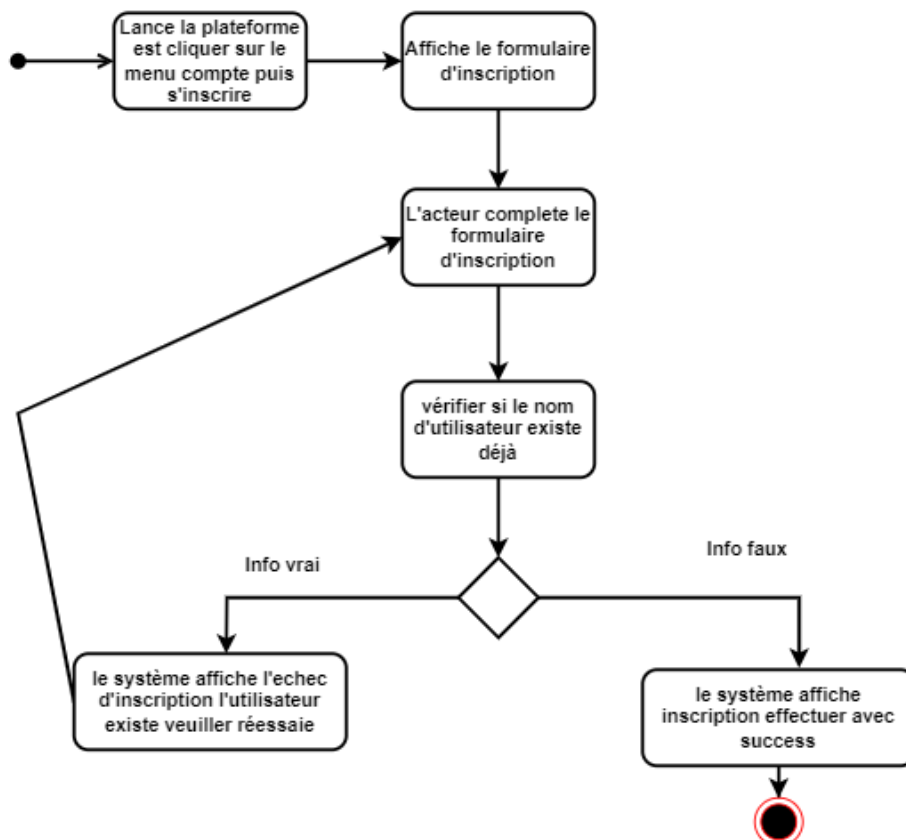 Lance la plateforme
est cliquer sur le
menu compte puis
s'inscrire
Affiche le formulaire
d'inscription
L'acteur complete le
formulaire
d'inscription
vérifier si le nom
d'utilisateur existe
déjà
Info vrai
Info faux
le système affiche l'echec
d'inscription l'utilisateur
existe veuiller réessaie
le système affiche
inscription effectuer avec
success